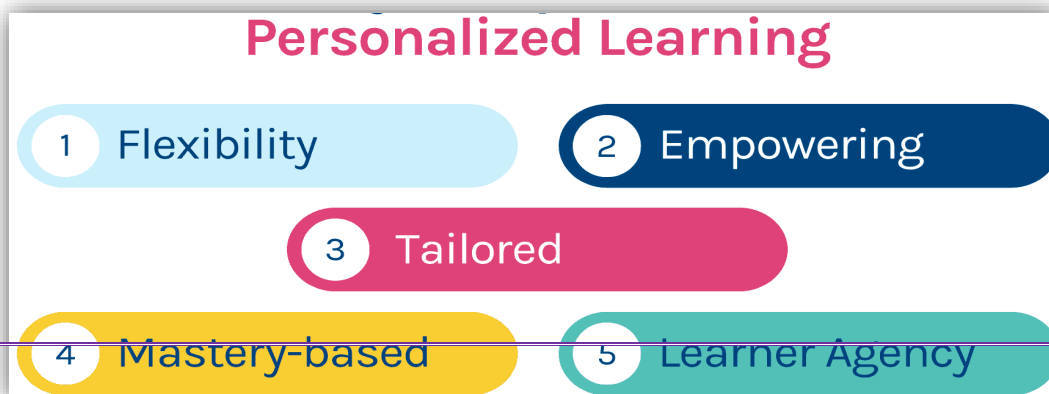 Personalized Learning
1 Flexibility
2 Empowering
3 Tailored
4 Mastery-based
5 Learner Agency